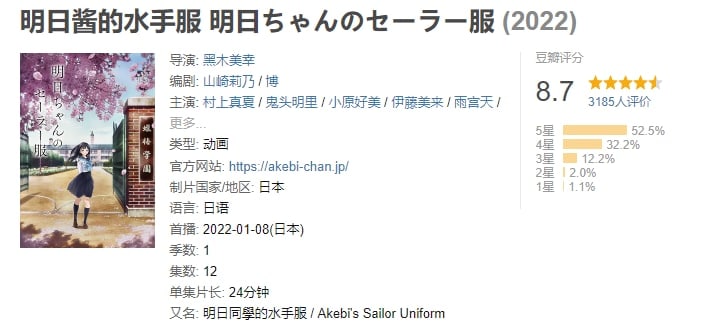 明日酱的水手服 明日ちゃんのセーラー服 (2022)
明日ちゃんの
セーラー服
蠟梅学園
导演: 黑木美幸
编剧: 山崎莉乃 / 博
主演: 村上真夏 / 鬼头明里 / 小原好美 / 伊藤美来 / 雨宫天 /
更多...
类型: 动画
官方网站: https://akebi-chan.jp/
制片国家/地区: 日本
语言: 日语
首播: 2022-01-08(日本)
季数: 1
集数: 12
单集片长: 24分钟
又名: 明日同學的水手服 / Akebi's Sailor Uniform
豆瓣评分
8.7
3185人评价
5星 52.5%
4星 32.2%
3星 12.2%
2星 2.0%
1星 1.1%